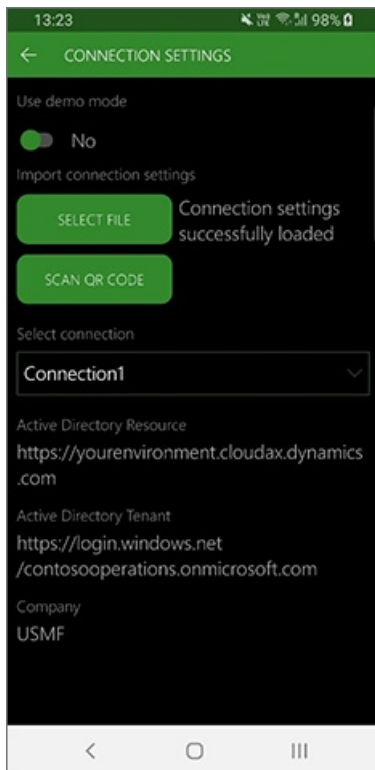 13:23 98%
CONNECTION SETTINGS
Use demo mode
No
Import connection settings
SELECT FILE
Connection settings
successfully loaded
SCAN QR CODE
Select connection
Connection1
Active Directory Resource
https://yourenvironment.cloudax.dynamics
.com
Active Directory Tenant
https://login.windows.net
/contosooperations.onmicrosoft.com
Company
USMF